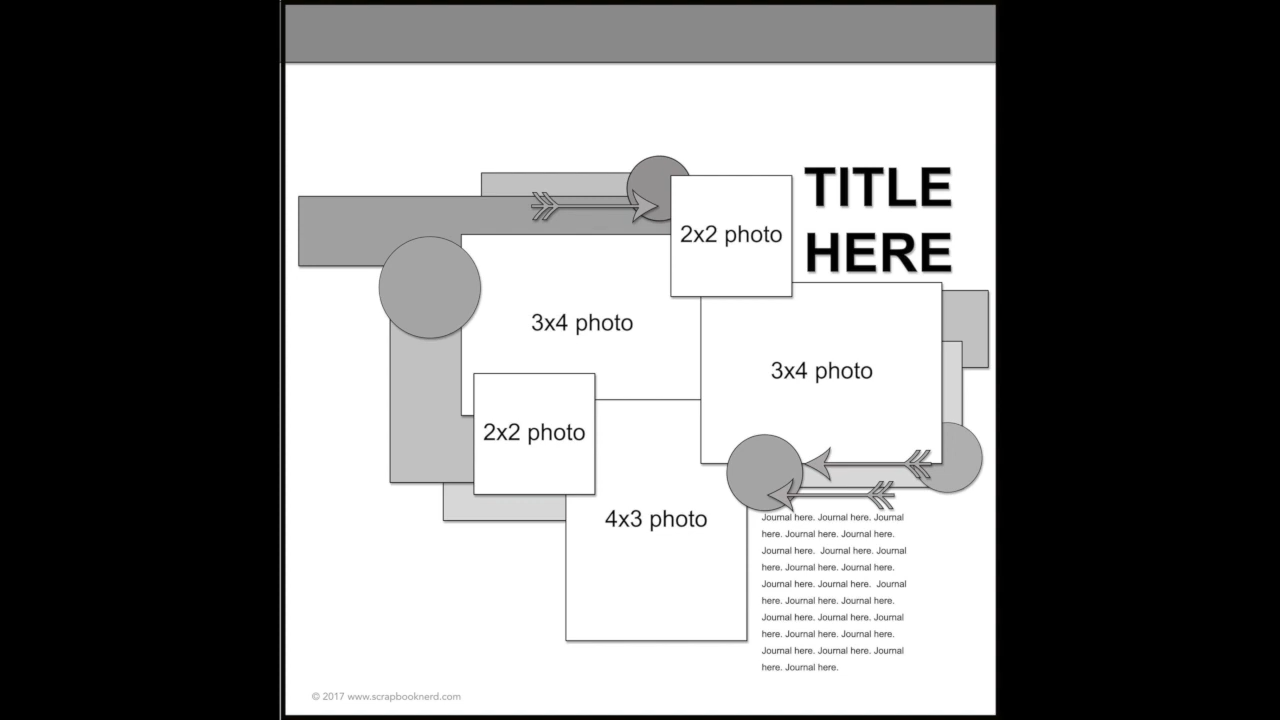 TITLE
HERE
2x2 photo
3x4 photo
3x4 photo
2x2 photo
4x3 photo
Journal here. Journal here. Journal
here. Journal here. Journal here.
Journal here.  Journal here. Journal
here. Journal here. Journal here.
Journal here. Journal here.  Journal
here. Journal here. Journal here.
Journal here. Journal here. Journal
here. Journal here. Journal here.
Journal here. Journal here. Journal
here. Journal here.
© 2017 www.scrapbooknerd.com